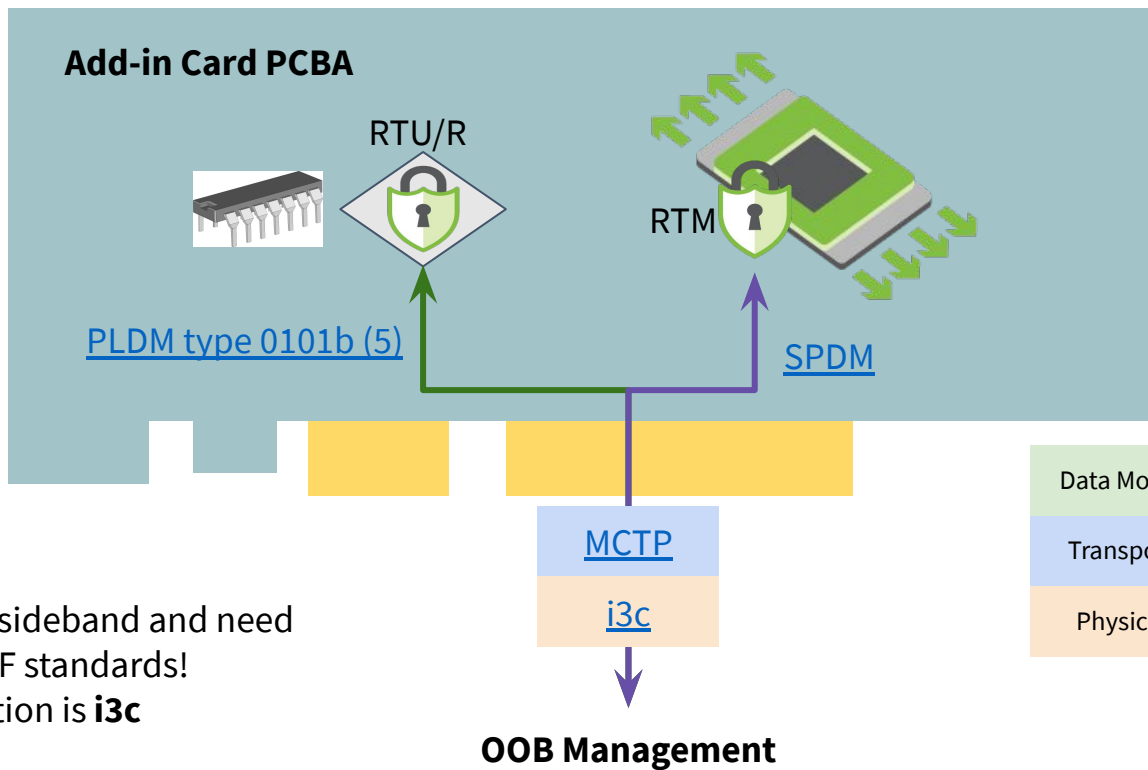 Add-in Card PCBA
RTU/R
RTM
PLDM type 0101b (5)
SPDM
MCTP
i3c
OOB Management
sideband and need
F standards!
tion is i3c
Data Mo
Transpo
Physic